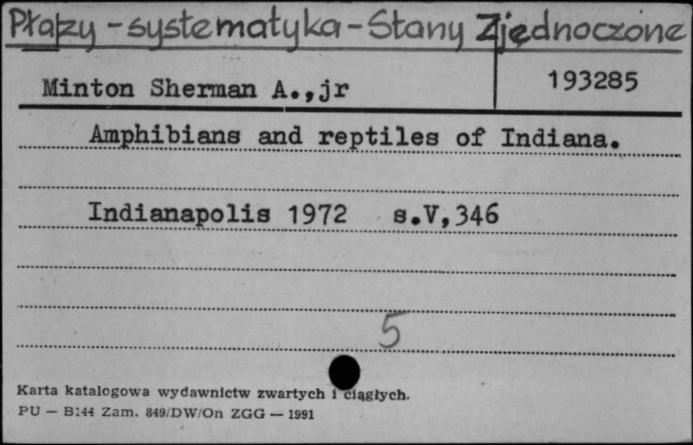 Płazy - systematyka - Stany Zjednoczone
Minton Sherman A.,jr 193285
Amphibians and reptiles of Indiana.
Indianapolis 1972 s.V,346
5
Karta katalogowa wydawnictw zwartych i ciągłych.
PU — B144 Zam. 849/DW/On ZGG — 1991